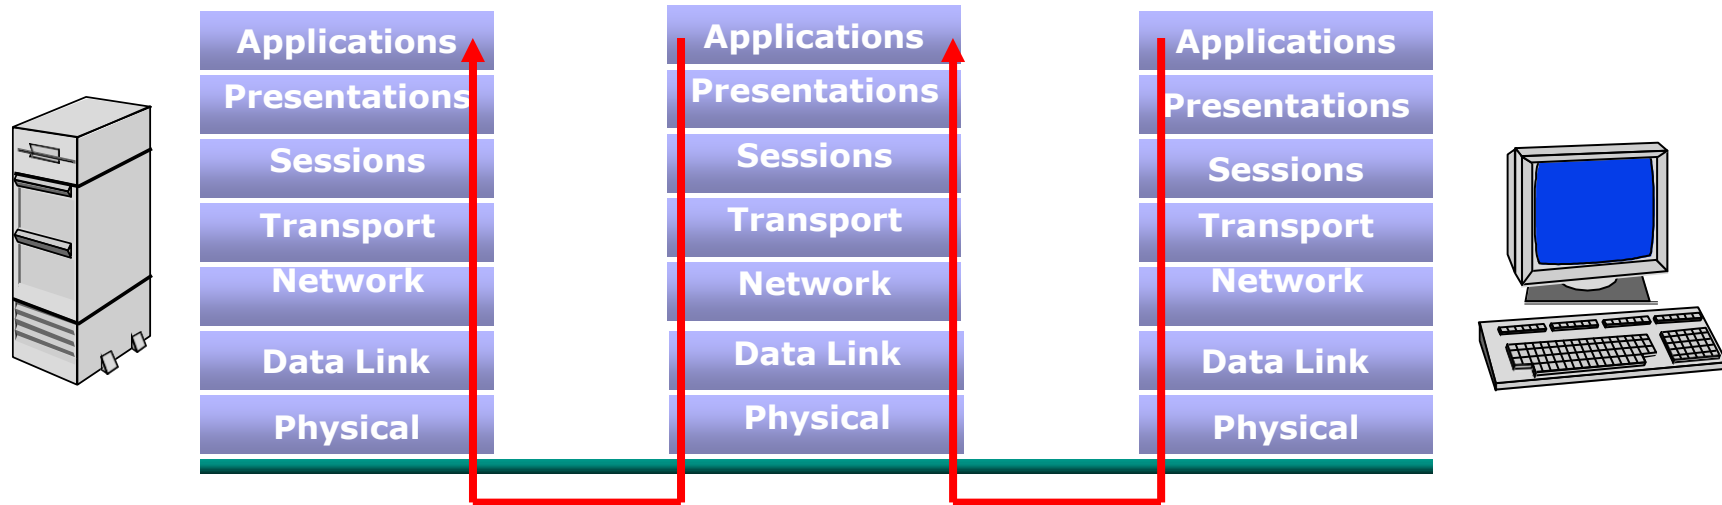 Applications
Presentations
Sessions
Transport
Network
Data Link
Physical
Applications
Presentations
Sessions
Transport
Network
Data Link
Physical
Applications
Presentations
Sessions
Transport
Network
Data Link
Physical